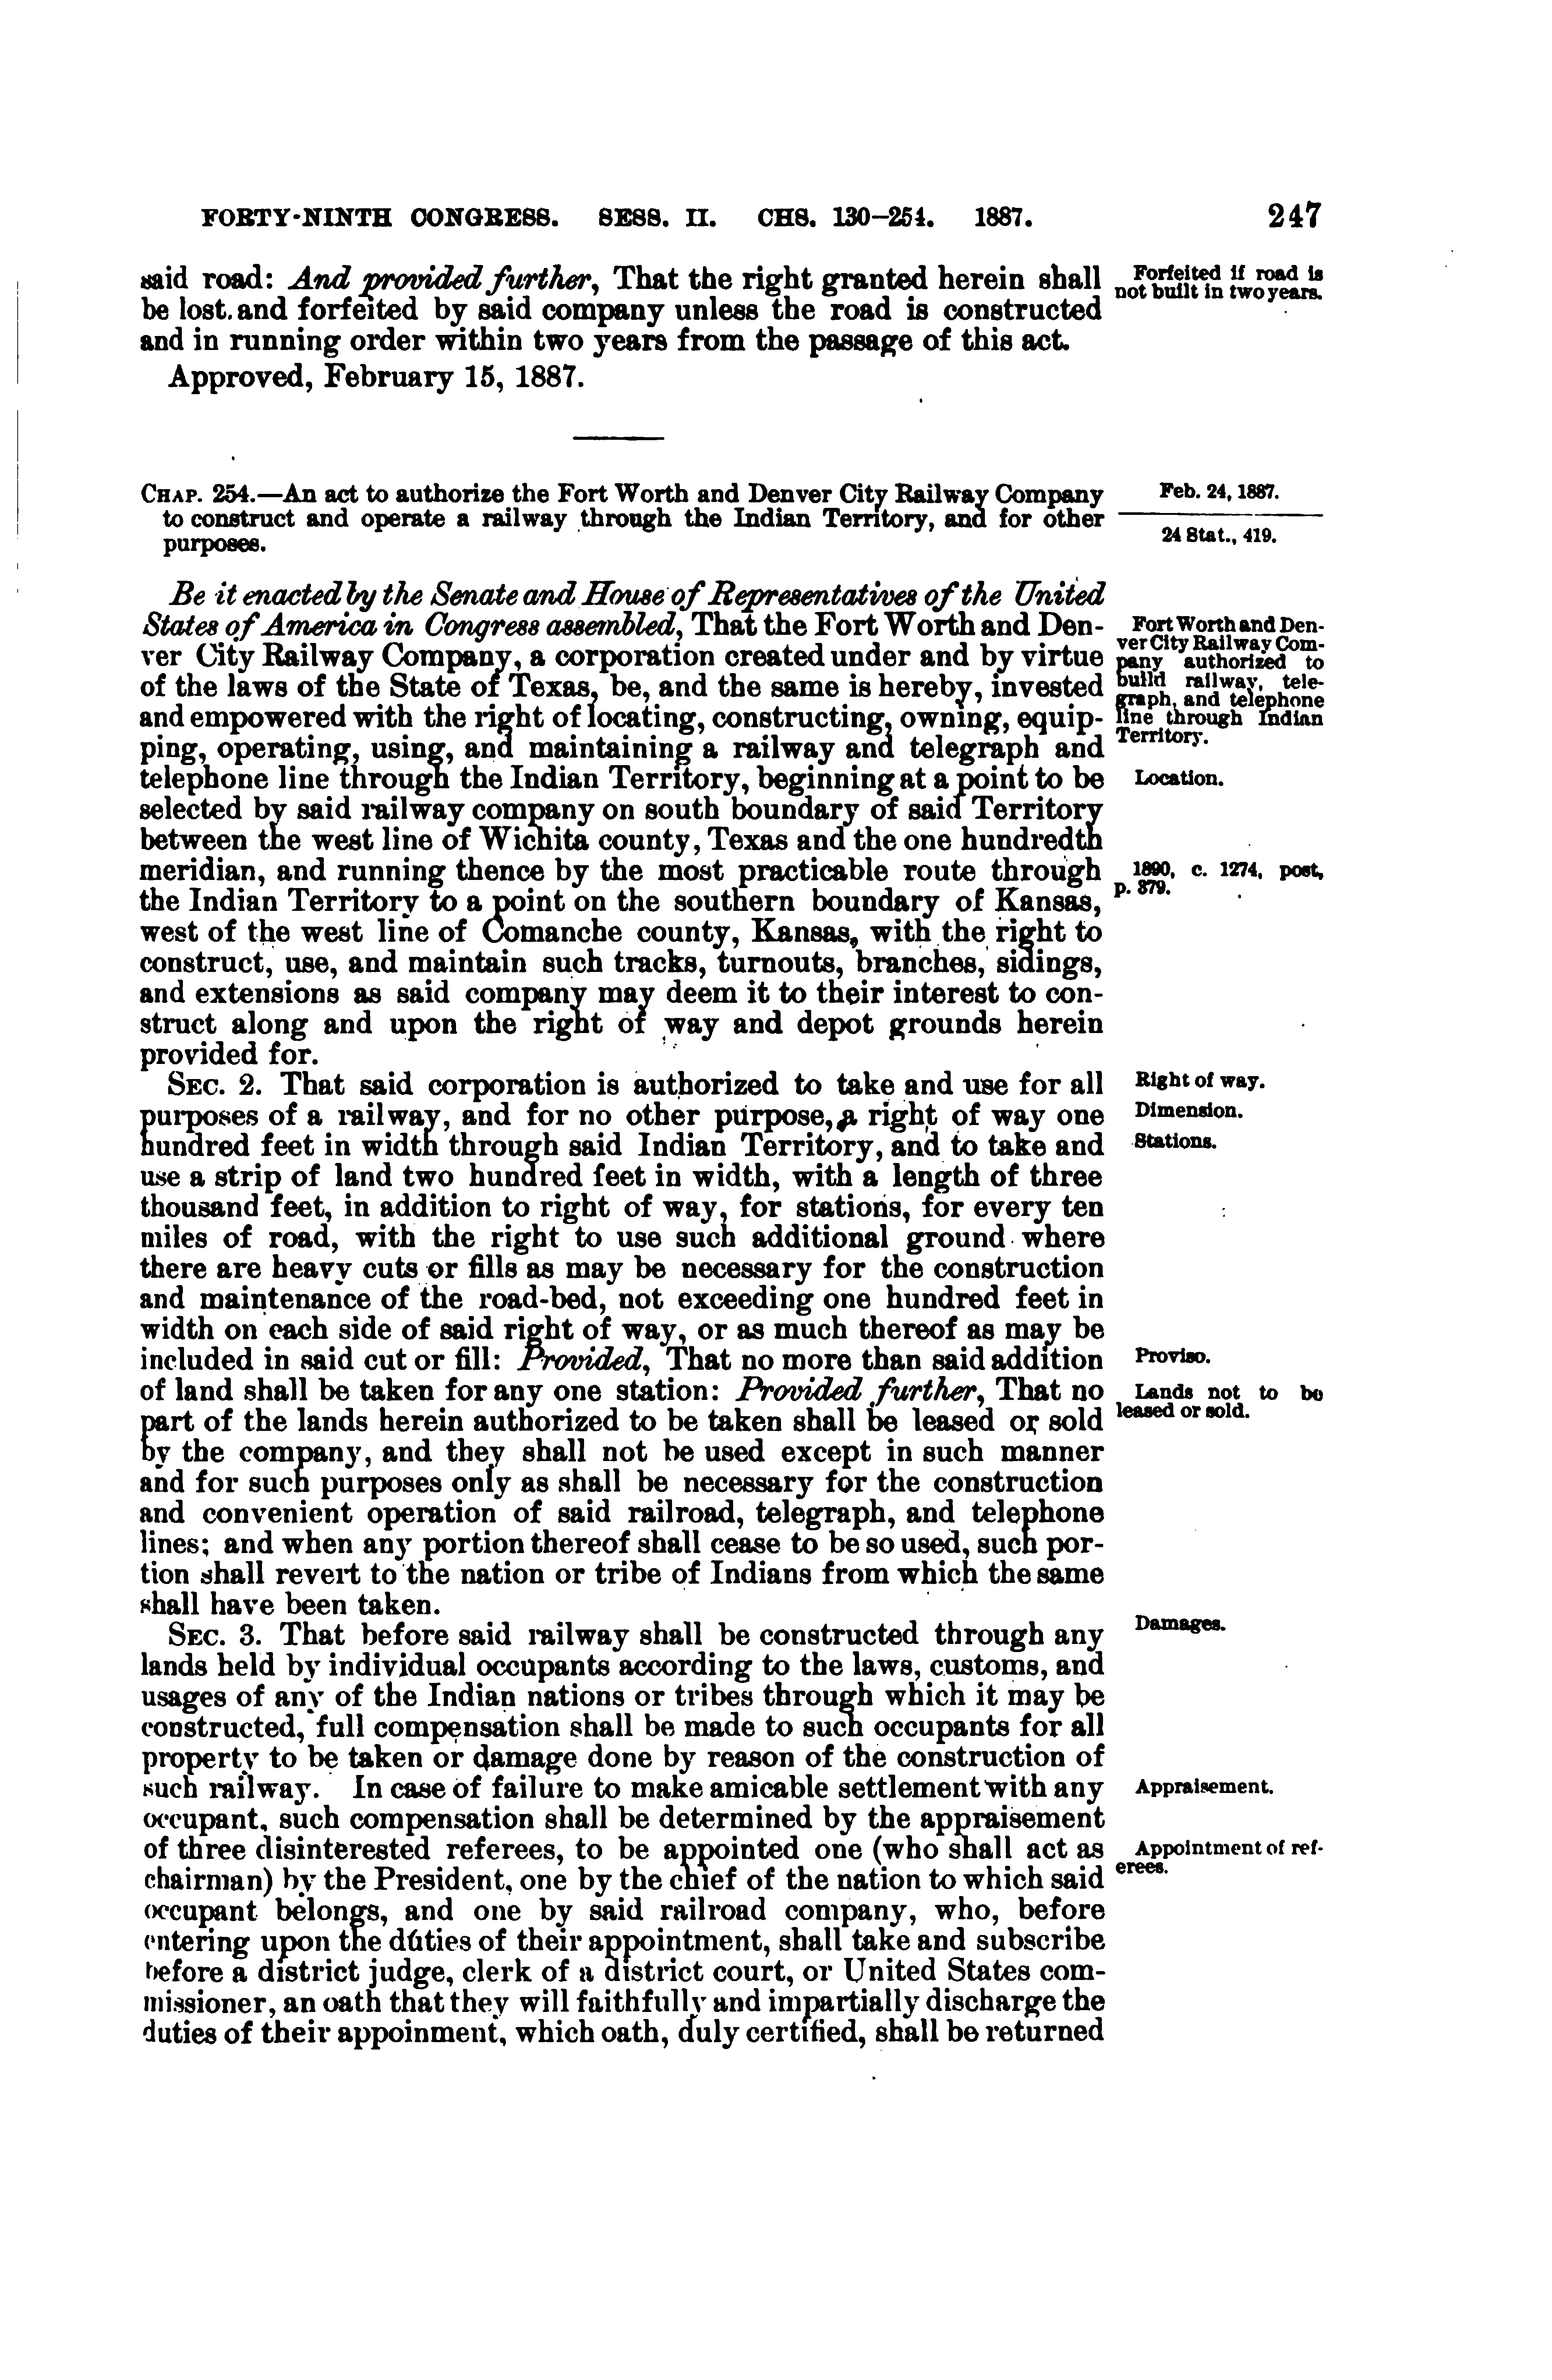 FORTY-NINTH CONGRESS. SESS. II. CHS. 130-254. 1887. 247
said road: And provided further, That the right granted herein shall
be lost and forfeited by said company unless the road is constructed
and in running order within two years from the passage of this act.
Approved, February 15, 1887.
Forfeited if road is
not built in two years.
CHAP. 254.—An act to authorize the Fort Worth and Denver City Railway Company
to construct and operate a railway through the Indian Territory, and for other
purposes.
Feb. 24, 1887.
24 Stat., 419.
Be it enacted by the Senate and House of Representatives of the United
States of America in Congress assembled, That the Fort Worth and Den-
ver City Railway Company, a corporation created under and by virtue
of the laws of the State of Texas, be, and the same is hereby, invested
and empowered with the right of locating, constructing, owning, equip-
ping, operating, using, and maintaining a railway and telegraph and
telephone line through the Indian Territory, beginning at a point to be
selected by said railway company on south boundary of said Territory
between the west line of Wichita county, Texas and the one hundredth
meridian, and running thence by the most practicable route through
the Indian Territory to a point on the southern boundary of Kansas,
west of the west line of Comanche county, Kansas, with the right to
construct, use, and maintain such tracks, turnouts, branches, sidings,
and extensions as said company may deem it to their interest to con-
struct along and upon the right of way and depot grounds herein
provided for.
Fort Worth and Den-
ver City Railway Com-
pany authorized to
build railway, tele-
graph, and telephone
line through Indian
Territory.
Location.
1890, c. 1274, post,
p. 379.
SEC. 2. That said corporation is authorized to take and use for all
purposes of a railway, and for no other purpose, a right of way one
hundred feet in width through said Indian Territory, and to take and
use a strip of land two hundred feet in width, with a length of three
thousand feet, in addition to right of way, for stations, for every ten
miles of road, with the right to use such additional ground where
there are heavy cuts or fills as may be necessary for the construction
and maintenance of the road-bed, not exceeding one hundred feet in
width on each side of said right of way, or as much thereof as may be
included in said cut or fill: Provided, That no more than said addition
of land shall be taken for any one station: Provided further, That no
part of the lands herein authorized to be taken shall be leased or sold
by the company, and they shall not be used except in such manner
and for such purposes only as shall be necessary for the construction
and convenient operation of said railroad, telegraph, and telephone
lines; and when any portion thereof shall cease to be so used, such por-
tion shall revert to the nation or tribe of Indians from which the same
shall have been taken.
Right of way.
Dimension.
Stations.
Proviso.
Lands not to be
leased or sold.
SEC. 3. That before said railway shall be constructed through any
lands held by individual occupants according to the laws, customs, and
usages of any of the Indian nations or tribes through which it may be
constructed, full compensation shall be made to such occupants for all
property to be taken or damage done by reason of the construction of
such railway. In case of failure to make amicable settlement with any
occupant, such compensation shall be determined by the appraisement
of three disinterested referees, to be appointed one (who shall act as
chairman) by the President, one by the chief of the nation to which said
occupant belongs, and one by said railroad company, who, before
entering upon the duties of their appointment, shall take and subscribe
before a district judge, clerk of a district court, or United States com-
missioner, an oath that they will faithfully and impartially discharge the
duties of their appoinment, which oath, duly certified, shall be returned
Damages.
Appraisement.
Appointment of ref-
erees.